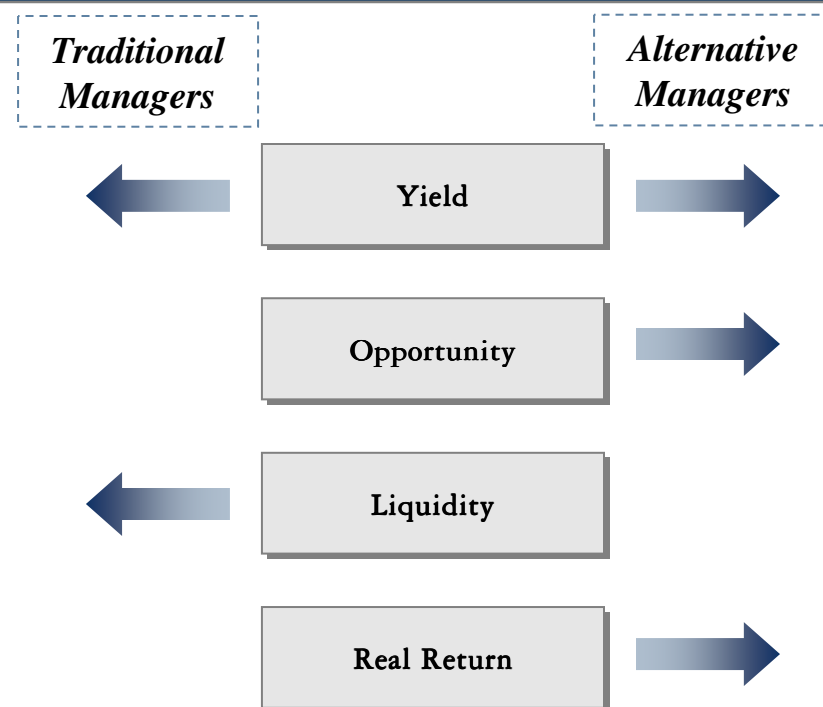 Traditional
Managers
Alternative
Managers
Yield
Opportunity
Liquidity
Real Return